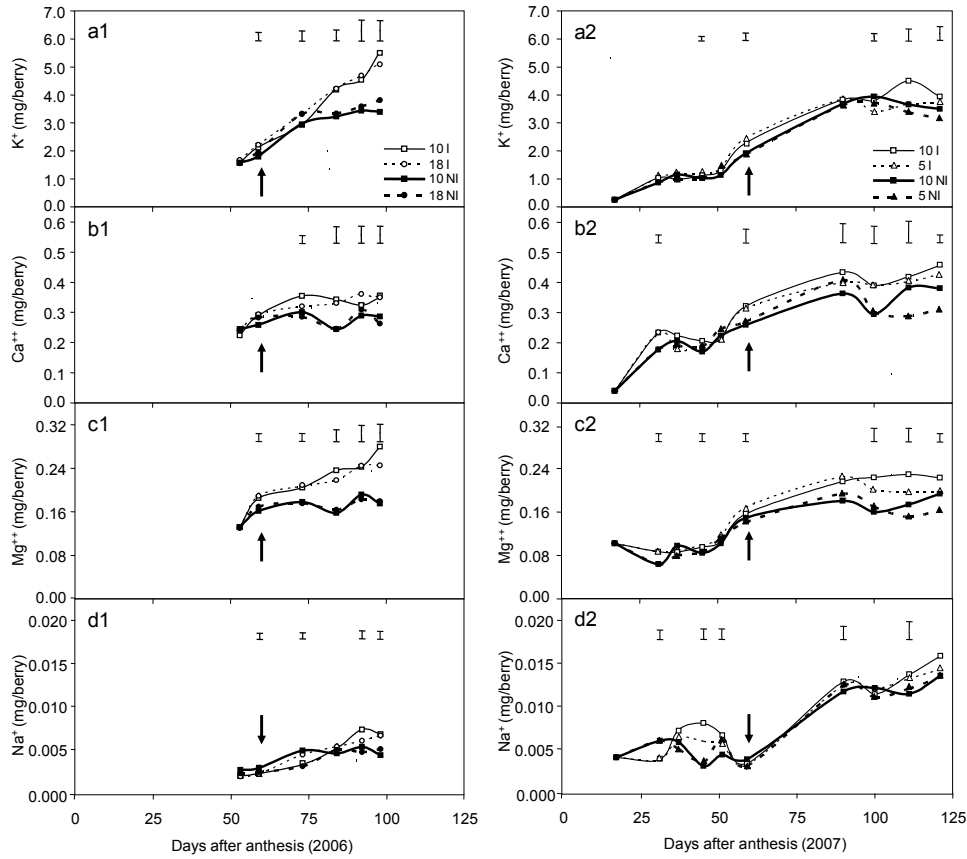 a1
7.0
6.0
5.0
4.0
3.0
2.0
1.0
0.0
K+ (mg/berry)
10 I
18 I
10 NI
18 NI
a2
7.0
6.0
5.0
4.0
3.0
2.0
1.0
0.0
K+ (mg/berry)
10 I
5 I
10 NI
5 NI
b1
0.6
0.5
0.4
0.3
0.2
0.1
0.0
Ca++ (mg/berry)
b2
0.6
0.5
0.4
0.3
0.2
0.1
0.0
Ca++ (mg/berry)
c1
0.32
0.24
0.16
0.08
0.00
Mg++ (mg/berry)
c2
0.32
0.24
0.16
0.08
0.00
Mg++ (mg/berry)
d1
0.020
0.015
0.010
0.005
0.000
Na+ (mg/berry)
0 25 50 75 100 125
Days after anthesis (2006)
d2
0.020
0.015
0.010
0.005
0.000
Na+ (mg/berry)
0 25 50 75 100 125
Days after anthesis (2007)